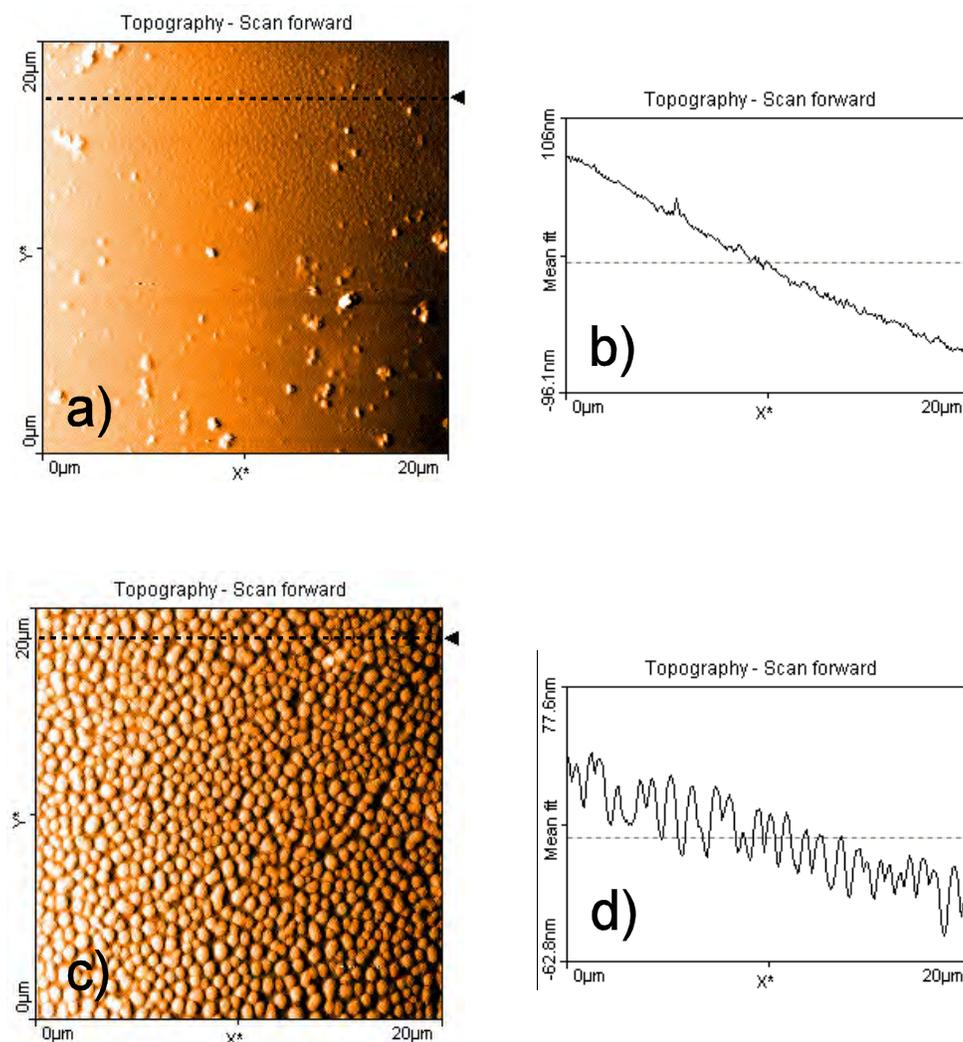 Topography - Scan forward
20µm
Y*
0µm
a)
0µm
X*
20µm
Topography - Scan forward
106nm
Mean fit
-96.1nm
b)
0µm
X*
20µm
Topography - Scan forward
20µm
Y*
0µm
c)
0µm
X*
20µm
Topography - Scan forward
77.6nm
Mean fit
-62.8nm
d)
0µm
X*
20µm